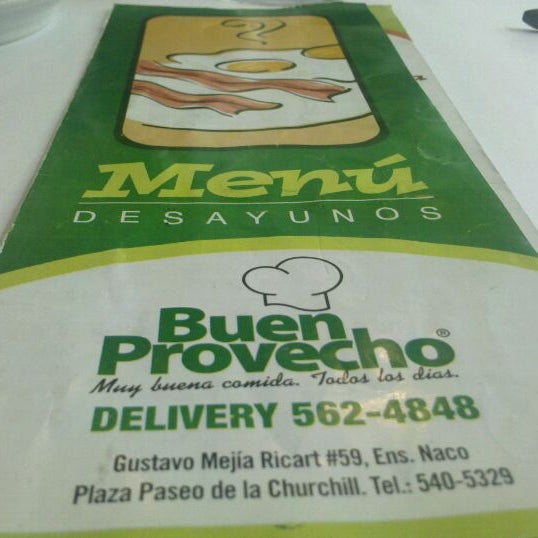 Menú
DESAYUNOS
Buen
Provecho®
Muy buena comida. Todos los días.
DELIVERY 562-4848
Gustavo Mejía Ricart #59, Ens. Naco
Plaza Paseo de la Churchill. Tel.: 540-5329